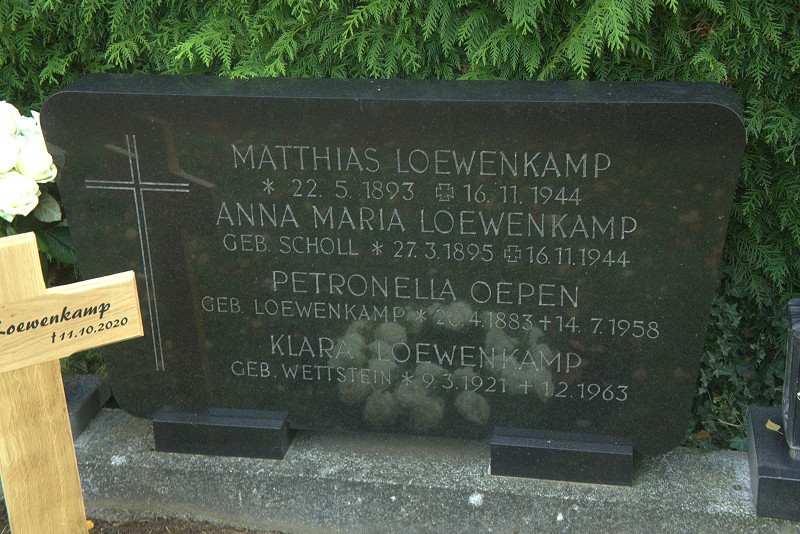 MATTHIAS LOEWENKAMP
* 22. 5. 1893 ✠ 16. 11. 1944
ANNA MARIA LOEWENKAMP
GEB. SCHOLL * 27. 3. 1895 ✠ 16.11.1944
PETRONELLA OEPEN
GEB. LOEWENKAMP * 20.4.1883 + 14. 7. 1958
KLARA LOEWENKAMP
GEB. WETTSTEIN * 9. 3. 1921 + 1.2.1963
Loewenkamp
†11.10.2020